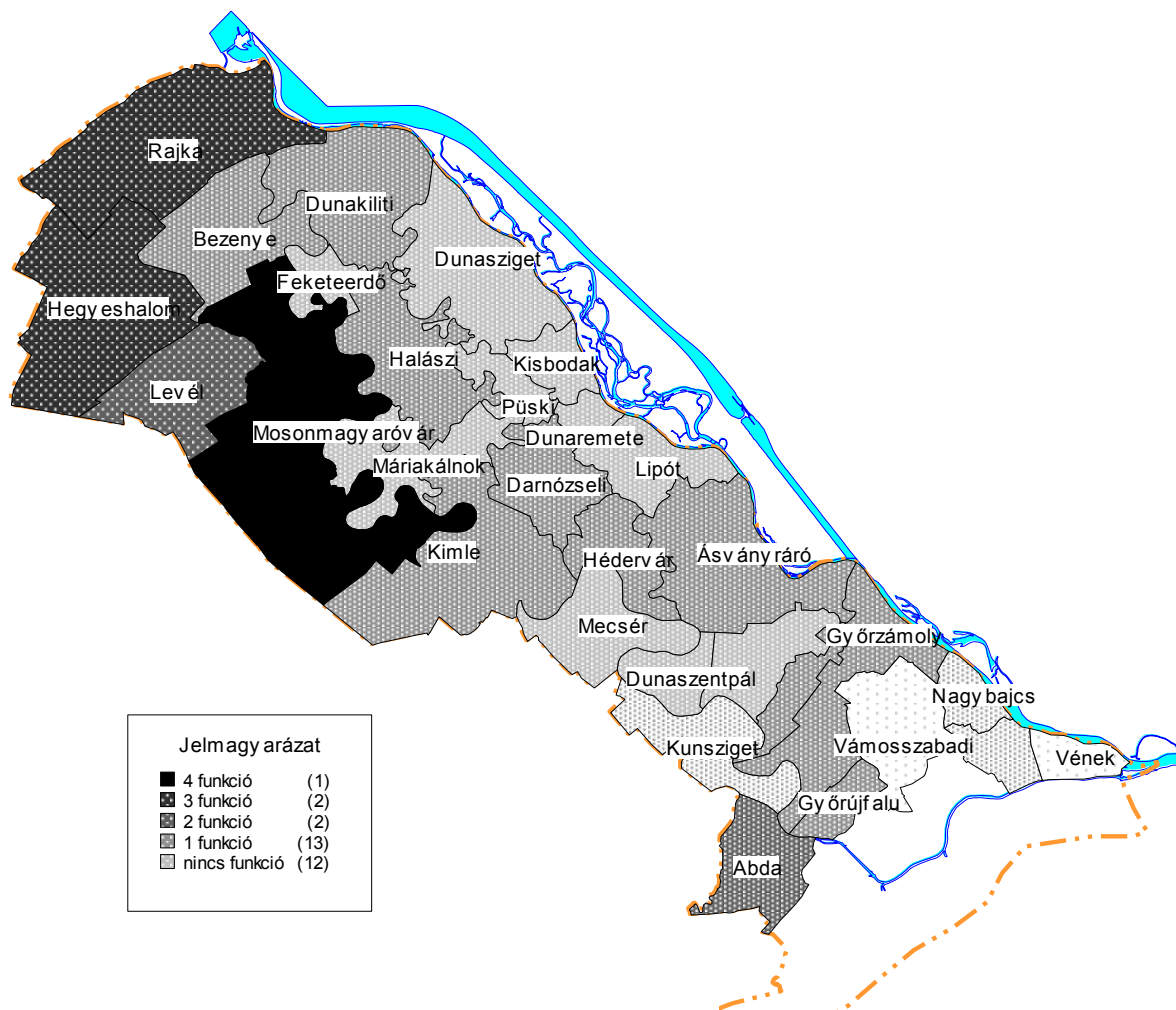 Rajka
Dunakiliti
Bezenye
Dunasziget
Feketeerdő
Hegyeshalom
Halászi
Kisbodak
Levél
Püski
Mosonmagyaróvár
Dunaremete
Máriakálnok
Lipót
Darnózseli
Kimle
Hédervár
Ásványráró
Mecsér
Győrzámoly
Dunaszentpál
Nagybajcs
Kunsziget
Vámosszabadi
Vének
Győrújfalu
Abda
Jelmagyarázat
4 funkció (1)
3 funkció (2)
2 funkció (2)
1 funkció (13)
nincs funkció (12)